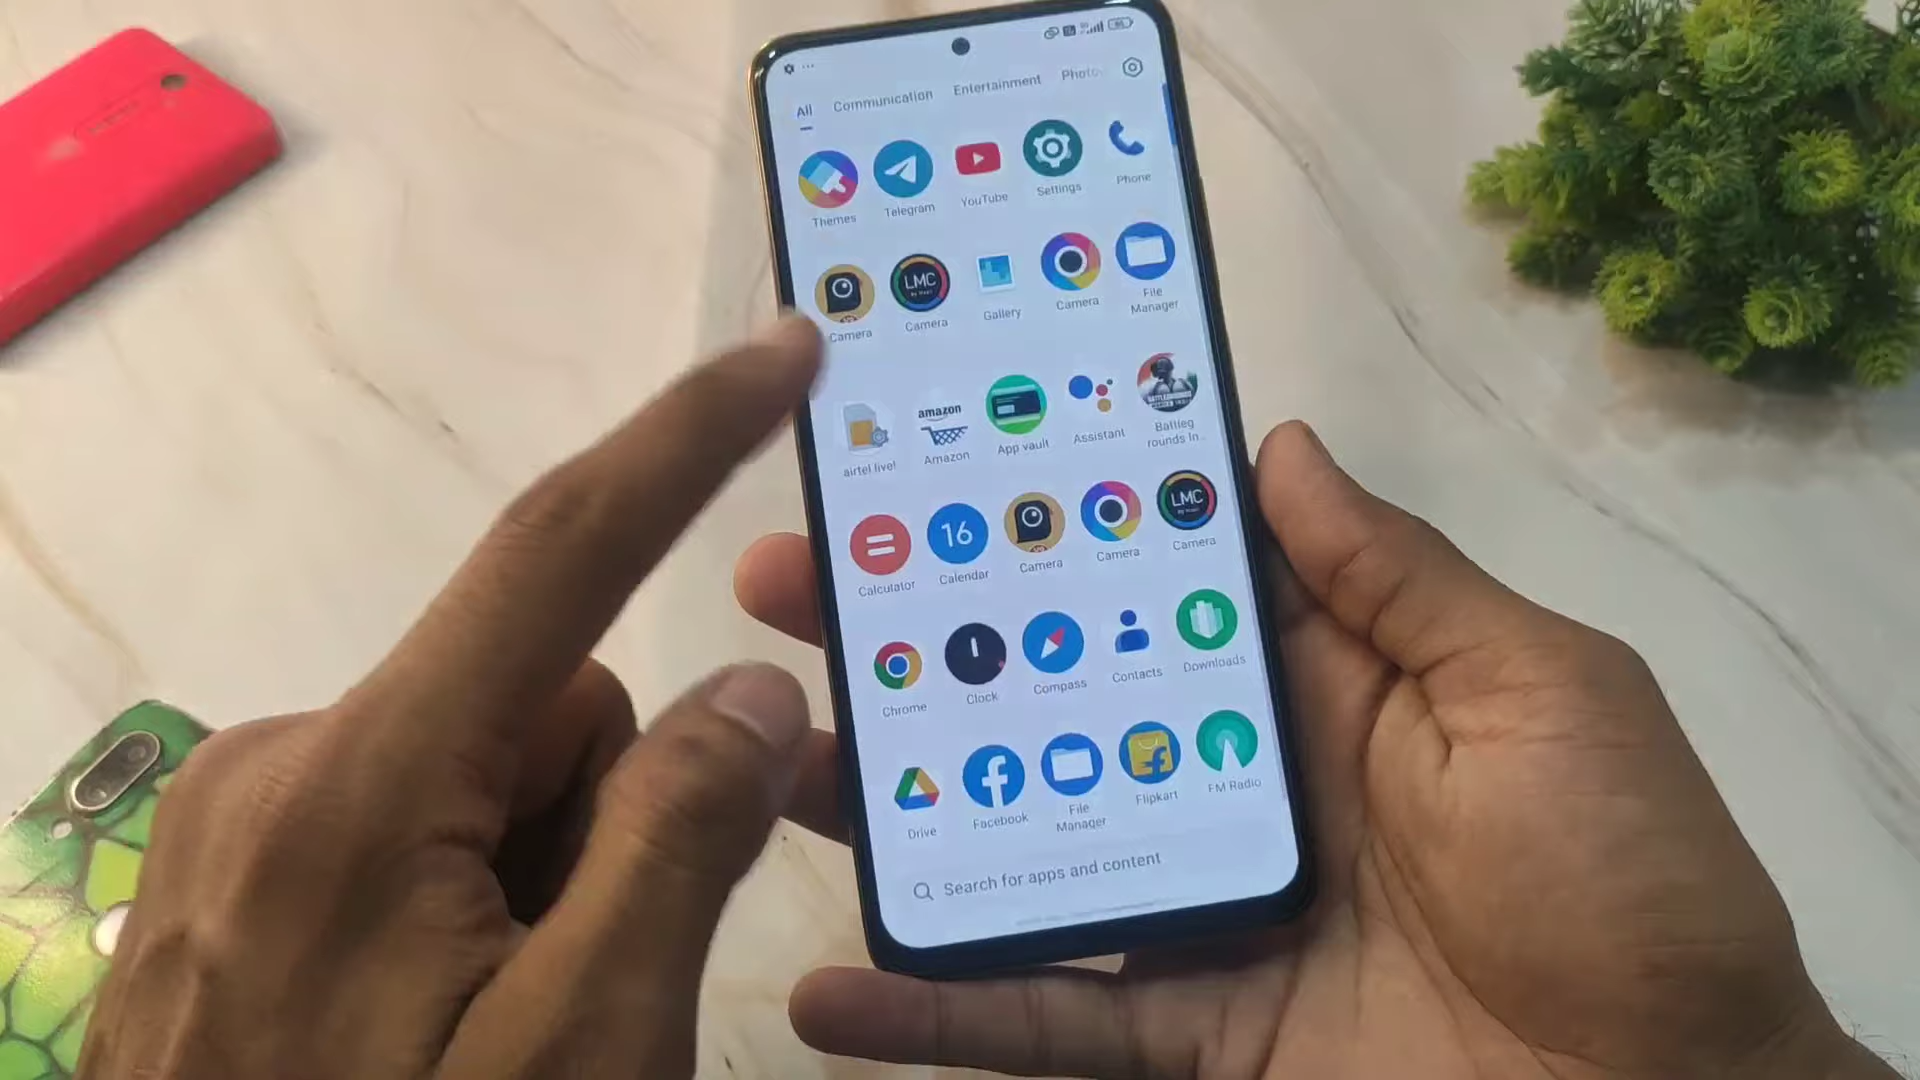 All Communication Entertainment Photo
Themes Telegram YouTube Settings Phone
LMC
Camera Camera Gallery Camera File
Manager
amazon
BATTLEGROUNDS
airtel live! Amazon App vault Assistant Battleg
rounds In...
16
LMC
Calculator Calendar Camera Camera Camera
Chrome Clock Compass Contacts Downloads
Drive Facebook File
Manager Flipkart FM Radio
Search for apps and content